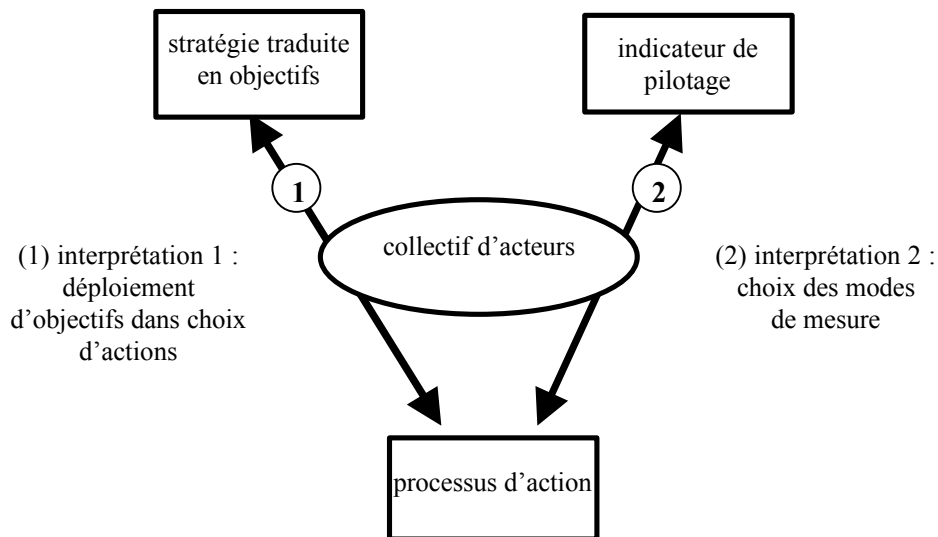 stratégie traduite
en objectifs
indicateur de
pilotage
1
2
collectif d’acteurs
(1) interprétation 1 :
déploiement
d’objectifs dans choix
d’actions
(2) interprétation 2 :
choix des modes
de mesure
processus d’action